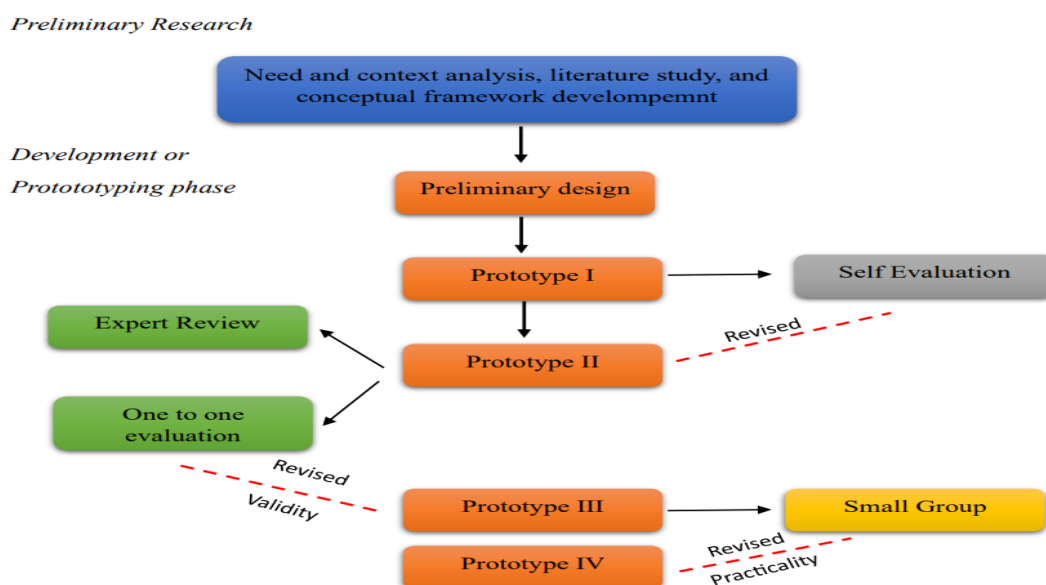 Preliminary Research
Need and context analysis, literature study, and
conceptual framework develompemnt
Development or
Protototyping phase
Preliminary design
Prototype I
Self Evaluation
Revised
Expert Review
Prototype II
One to one
evaluation
Revised
Validity
Prototype III
Small Group
Revised
Practicality
Prototype IV